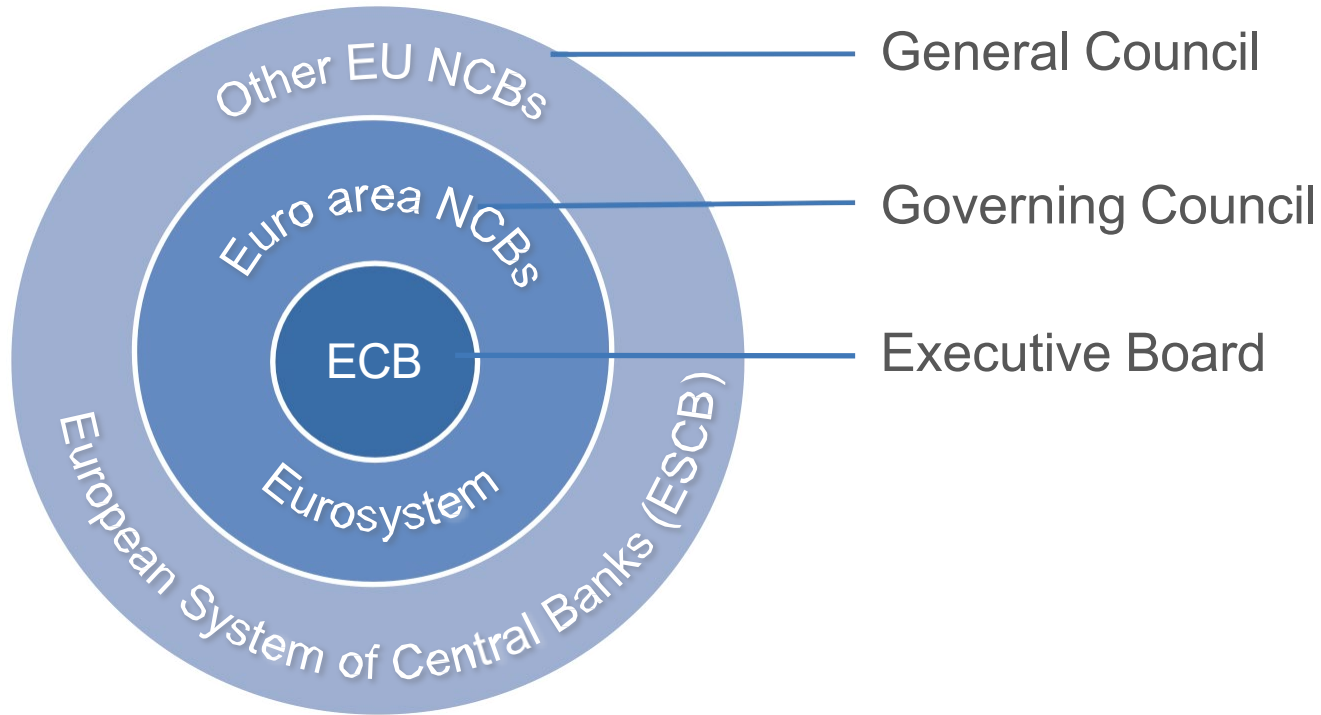 Other EU NCBs
General Council
Euro area NCBs
Governing Council
ECB
Executive Board
Eurosystem
European System of Central Banks (ESCB)